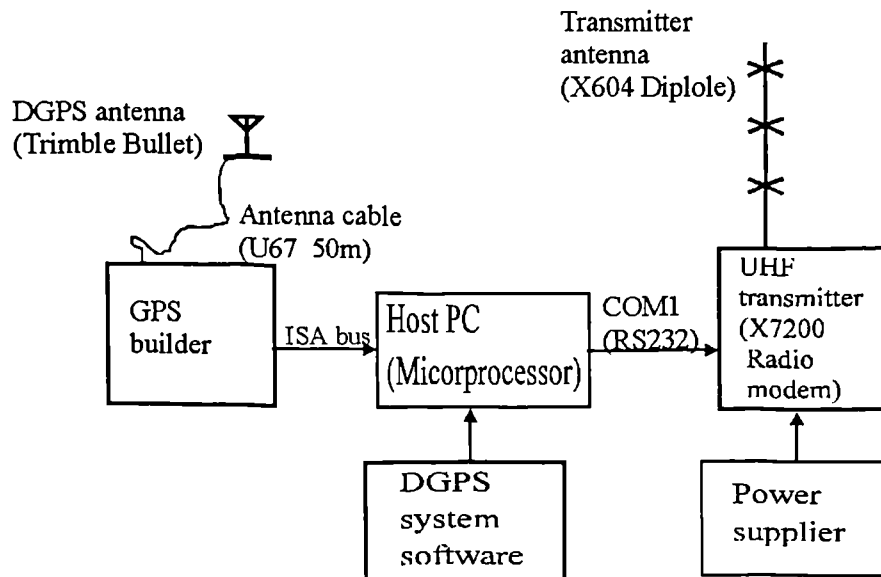 Transmitter
antenna
(X604 Diplole)
DGPS antenna
(Trimble Bullet)
Antenna cable
(U67 50m)
GPS
builder
ISA bus
Host PC
(Micorprocessor)
COM1
(RS232)
UHF
transmitter
(X7200
Radio
modem)
DGPS
system
software
Power
supplier